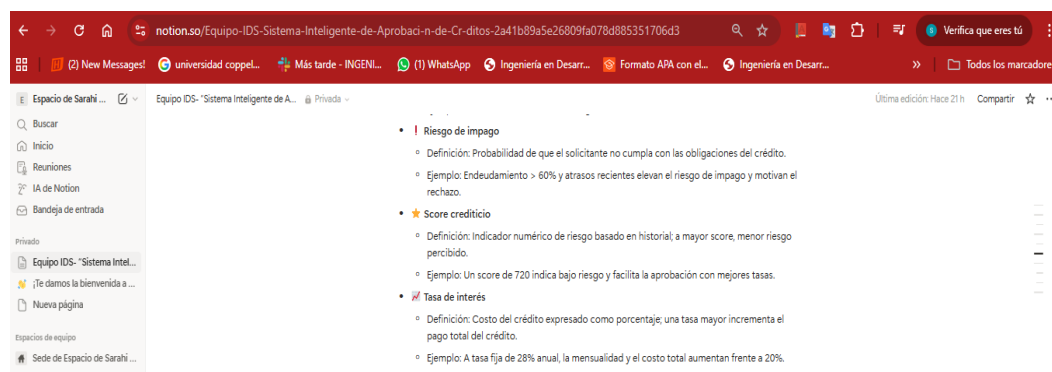 notion.so/Equipo-IDS-Sistema-Inteligente-de-Aprobaci-n-de-Cr-ditos-2a41b89a5e26809fa078d885351706d3
Verifica que eres tú
(2) New Messages!
universidad coppel...
Más tarde - INGENI...
(1) WhatsApp
Ingeniería en Desarr...
Formato APA con el...
Ingeniería en Desarr...
»
Todos los marcadore
E Espacio de Sarahi ...
Equipo IDS- "Sistema Inteligente de A...
Privada
Última edición: Hace 21 h
Compartir
Buscar
Inicio
Reuniones
IA de Notion
Bandeja de entrada
Privado
Equipo IDS- "Sistema Intel...
¡Te damos la bienvenida a ...
Nueva página
Espacios de equipo
Sede de Espacio de Sarahi ...
• ❗ Riesgo de impago
◦ Definición: Probabilidad de que el solicitante no cumpla con las obligaciones del crédito.
◦ Ejemplo: Endeudamiento > 60% y atrasos recientes elevan el riesgo de impago y motivan el
rechazo.
• ⭐ Score crediticio
◦ Definición: Indicador numérico de riesgo basado en historial; a mayor score, menor riesgo
percibido.
◦ Ejemplo: Un score de 720 indica bajo riesgo y facilita la aprobación con mejores tasas.
• 📈 Tasa de interés
◦ Definición: Costo del crédito expresado como porcentaje; una tasa mayor incrementa el
pago total del crédito.
◦ Ejemplo: A tasa fija de 28% anual, la mensualidad y el costo total aumentan frente a 20%.